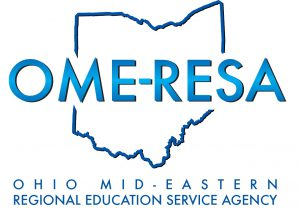 OME-RESA
OHIO MID-EASTERN
REGIONAL EDUCATION SERVICE AGENCY